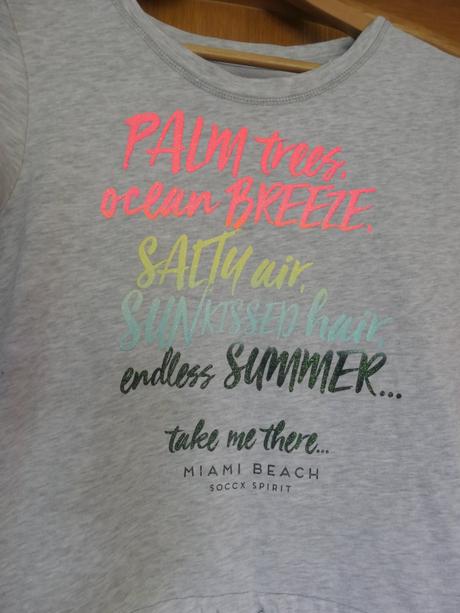 PALM trees,
ocean BREEZE,
SALTY air,
SUNKISSED hair,
endless SUMMER...
take me there...
MIAMI BEACH
SOCCX SPIRIT